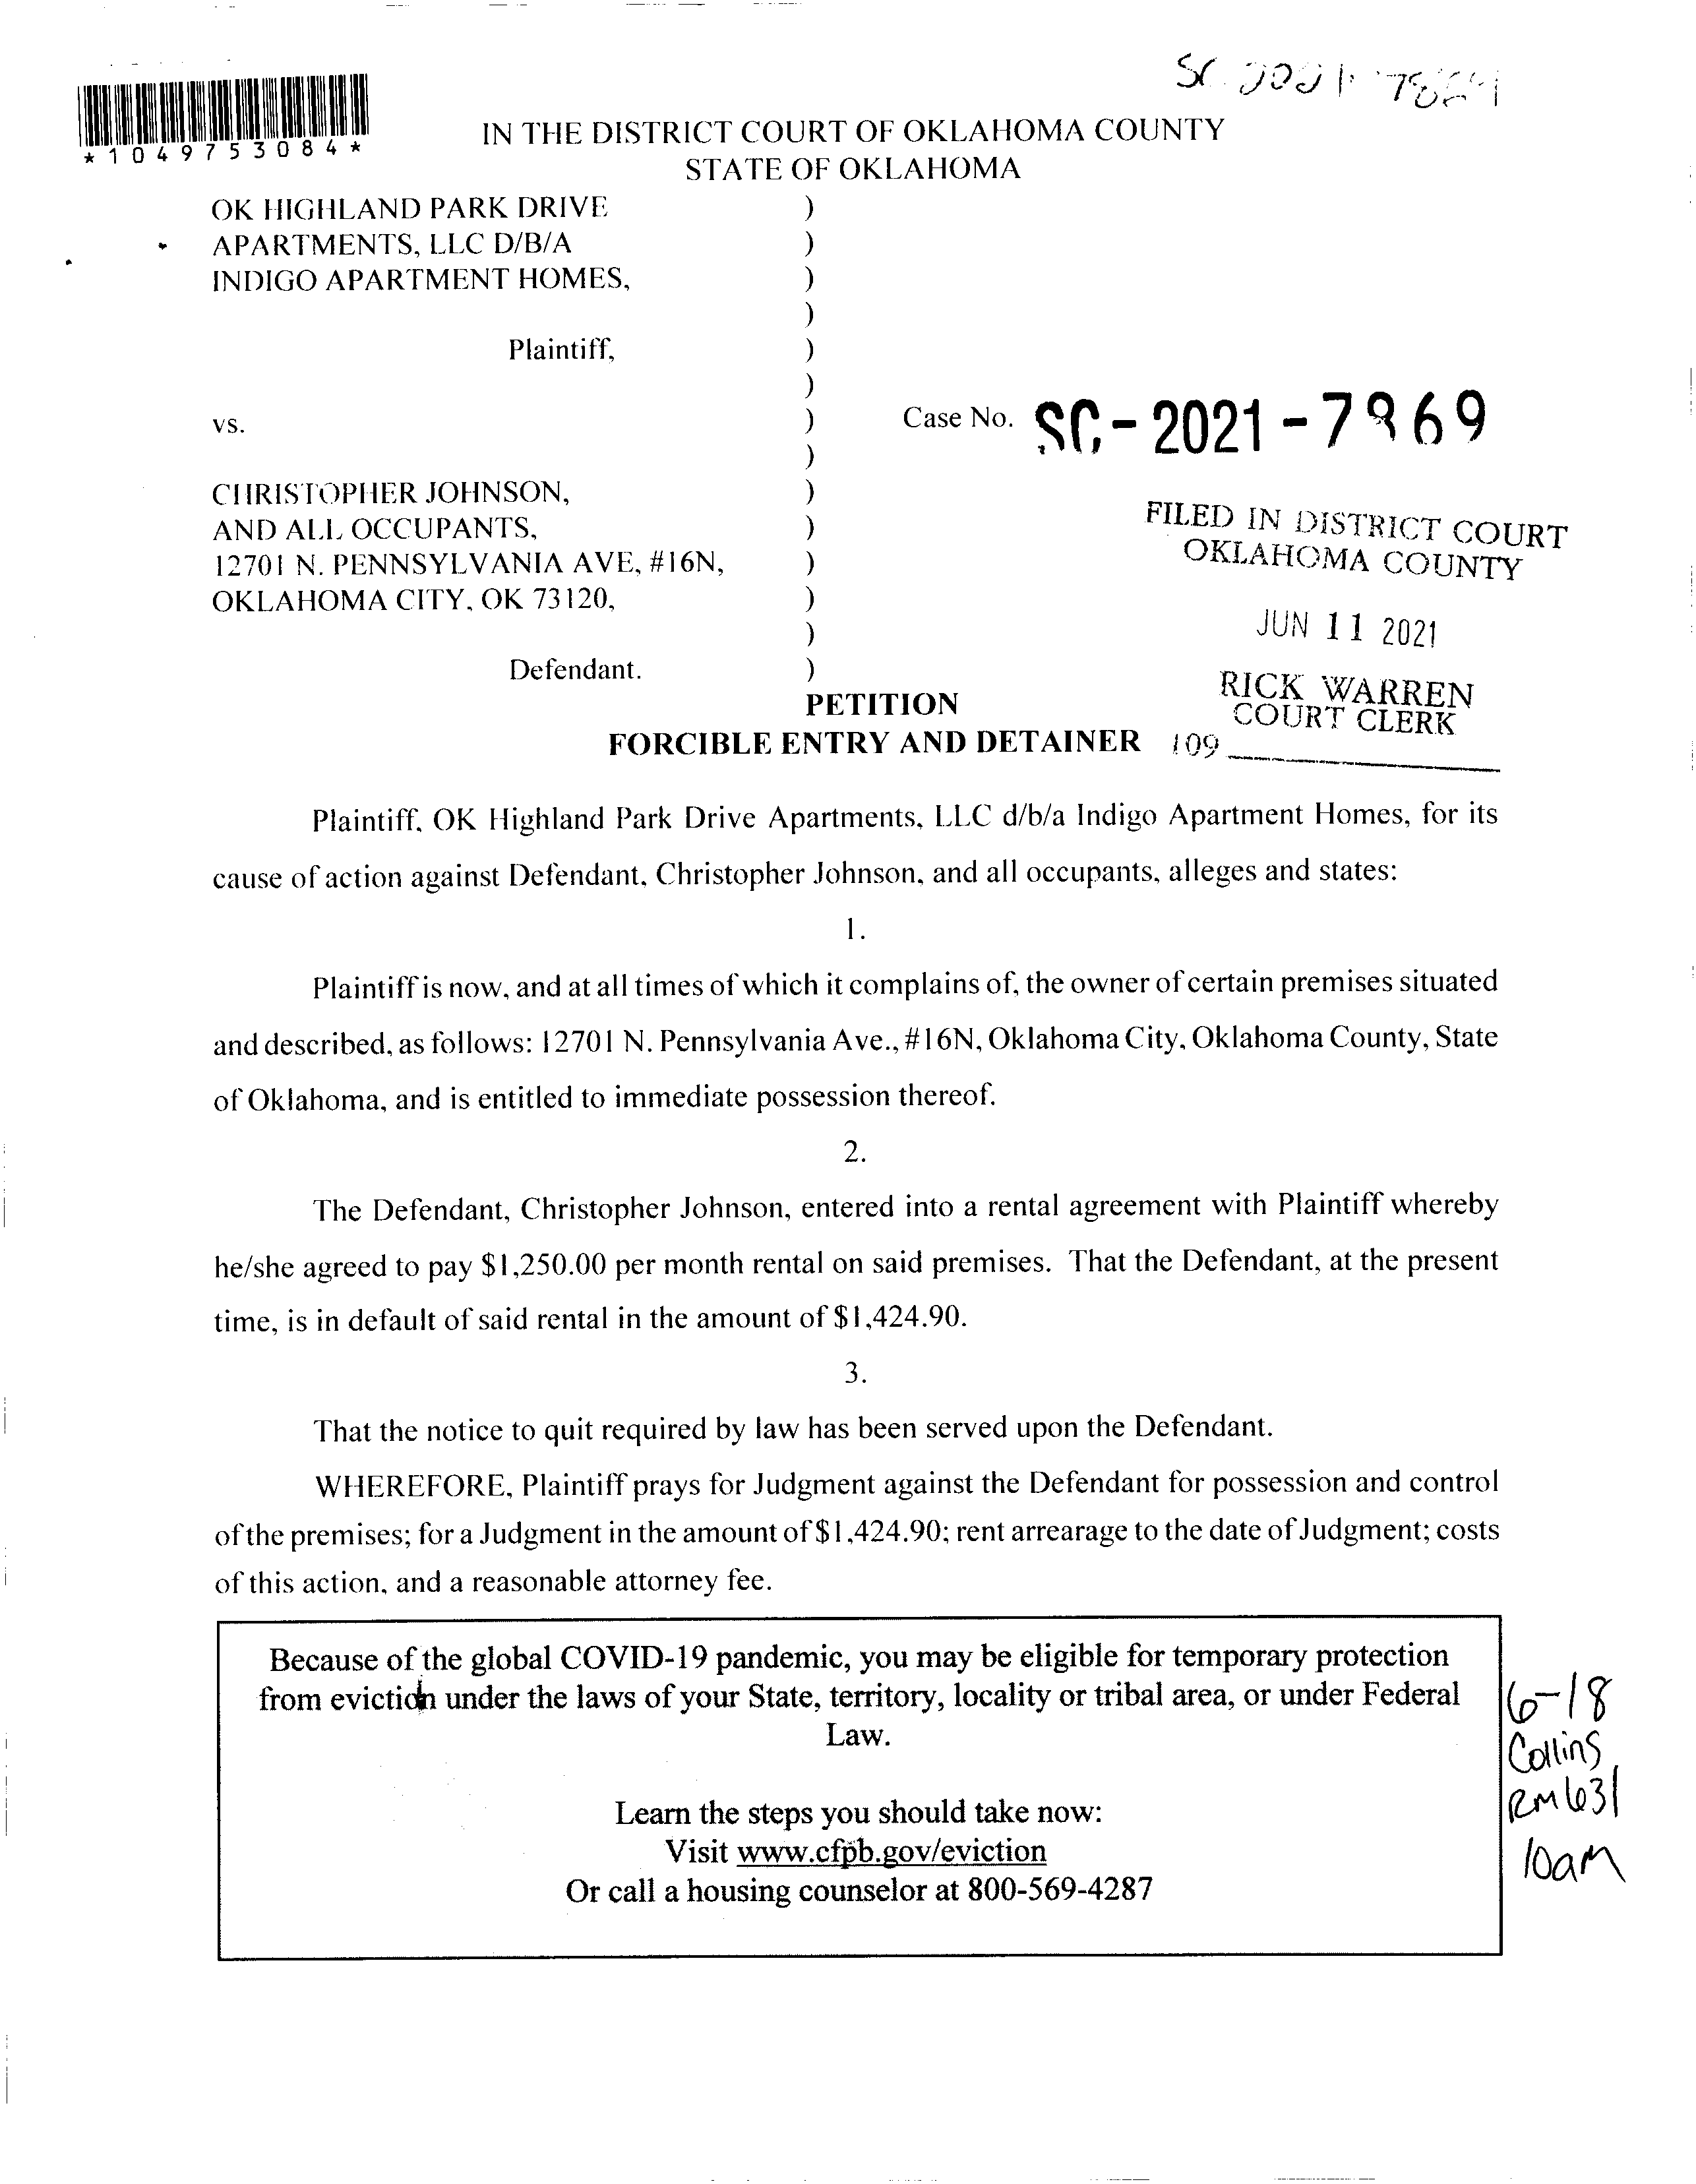 *1049753084*
IN THE DISTRICT COURT OF OKLAHOMA COUNTY
STATE OF OKLAHOMA
OK HIGHLAND PARK DRIVE )
APARTMENTS, LLC D/B/A )
INDIGO APARTMENT HOMES, )
)
Plaintiff, )
)
vs. ) Case No.
)
CHRISTOPHER JOHNSON, )
AND ALL OCCUPANTS, )
12701 N. PENNSYLVANIA AVE, #16N, )
OKLAHOMA CITY, OK 73120, )
)
Defendant. )
FILED IN DISTRICT COURT
OKLAHOMA COUNTY
JUN 11 2021
RICK WARREN
COURT CLERK
109
PETITION
FORCIBLE ENTRY AND DETAINER
Plaintiff, OK Highland Park Drive Apartments, LLC d/b/a Indigo Apartment Homes, for its
cause of action against Defendant, Christopher Johnson, and all occupants, alleges and states:
1.
Plaintiff is now, and at all times of which it complains of, the owner of certain premises situated
and described, as follows: 12701 N. Pennsylvania Ave., #16N, Oklahoma City, Oklahoma County, State
of Oklahoma, and is entitled to immediate possession thereof.
2.
The Defendant, Christopher Johnson, entered into a rental agreement with Plaintiff whereby
he/she agreed to pay $1,250.00 per month rental on said premises. That the Defendant, at the present
time, is in default of said rental in the amount of $1,424.90.
3.
That the notice to quit required by law has been served upon the Defendant.
WHEREFORE, Plaintiff prays for Judgment against the Defendant for possession and control
of the premises; for a Judgment in the amount of $1,424.90; rent arrearage to the date of Judgment; costs
of this action, and a reasonable attorney fee.
Because of the global COVID-19 pandemic, you may be eligible for temporary protection
from eviction under the laws of your State, territory, locality or tribal area, or under Federal
Law.
Learn the steps you should take now:
Visit www.cfpb.gov/eviction
Or call a housing counselor at 800-569-4287
6-18
Collins
RM 631
10am